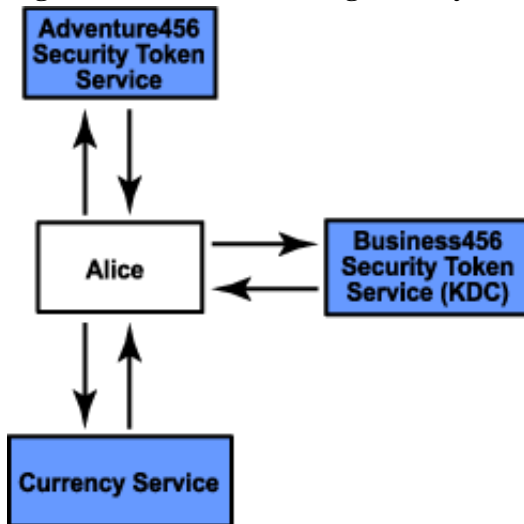 Adventure456
Security Token
Service
Alice
Business456
Security Token
Service (KDC)
Currency Service